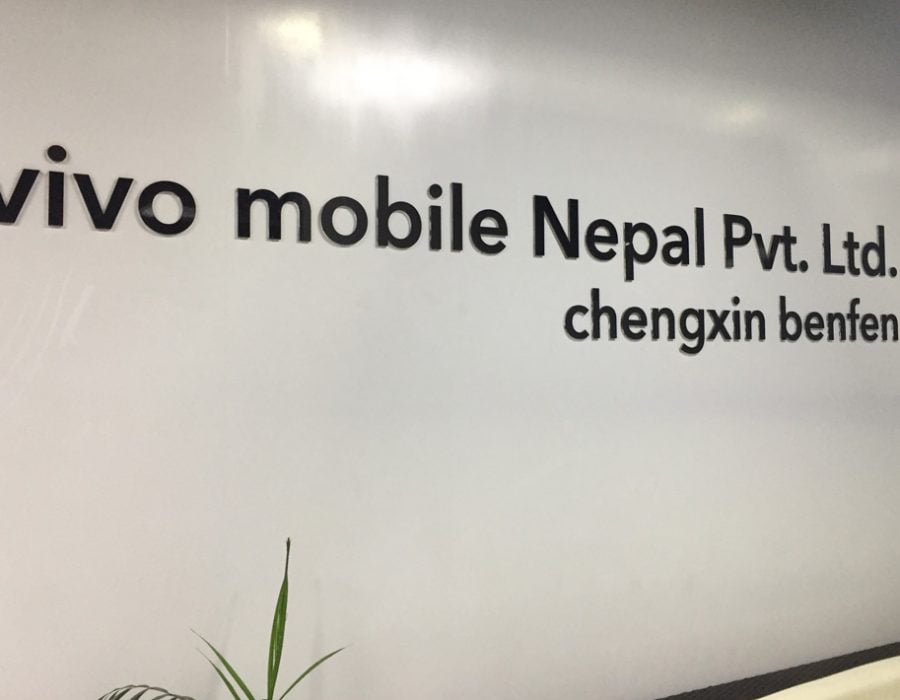 vivo mobile Nepal Pvt. Ltd.
chengxin benfen